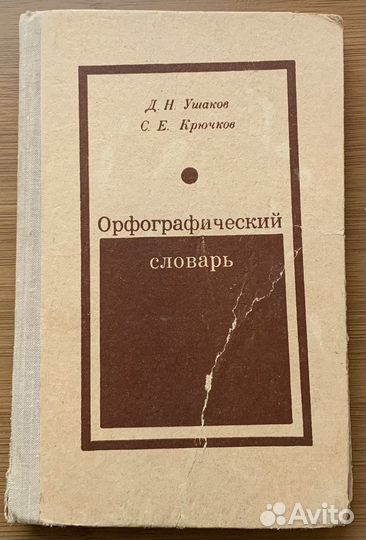 Д. Н. Ушаков
С. Е. Крючков
Орфографический
словарь
Avito